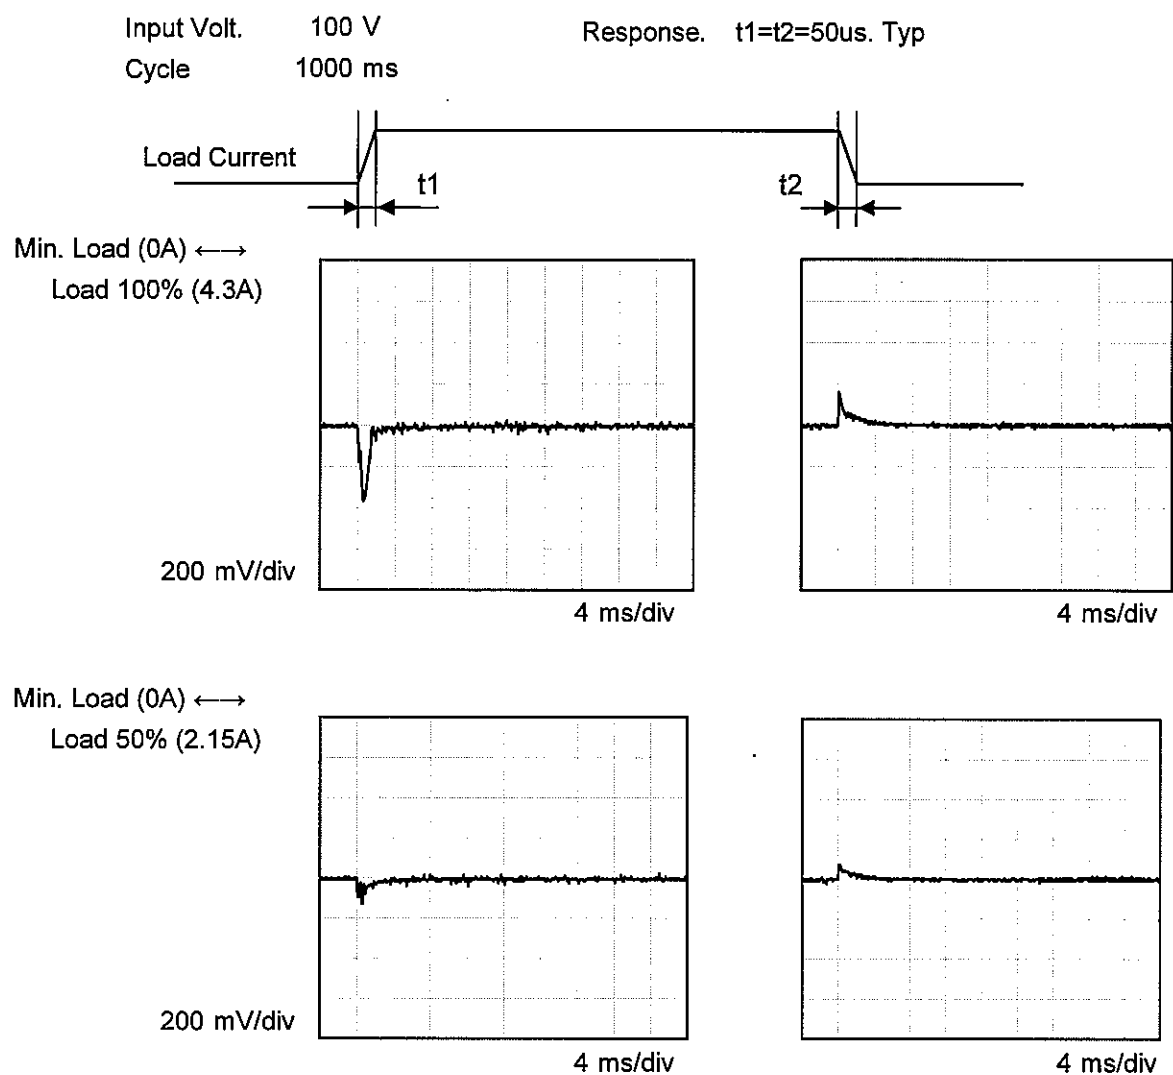 Input Volt. 100 V
Response. t1=t2=50us. Typ
Cycle 1000 ms
Load Current
t1
t2
Min. Load (0A) ←→
Load 100% (4.3A)
200 mV/div
4 ms/div
4 ms/div
Min. Load (0A) ←→
Load 50% (2.15A)
200 mV/div
4 ms/div
4 ms/div